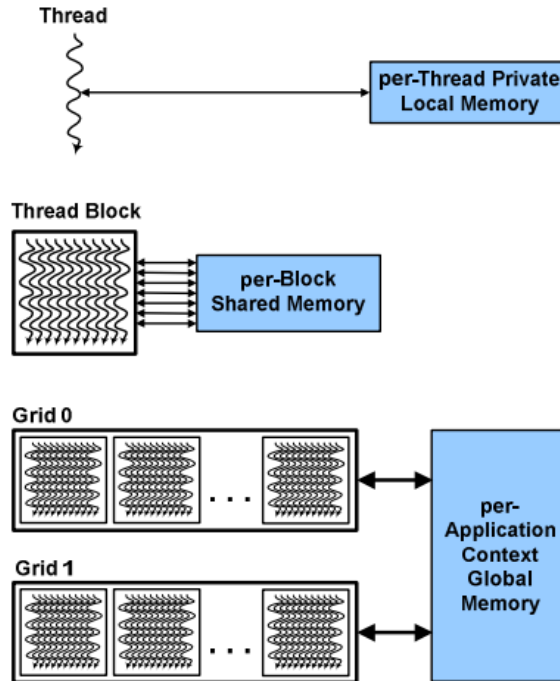 Thread
per-Thread Private
Local Memory
Thread Block
per-Block
Shared Memory
Grid 0
. . .
Grid 1
. . .
per-
Application
Context
Global
Memory